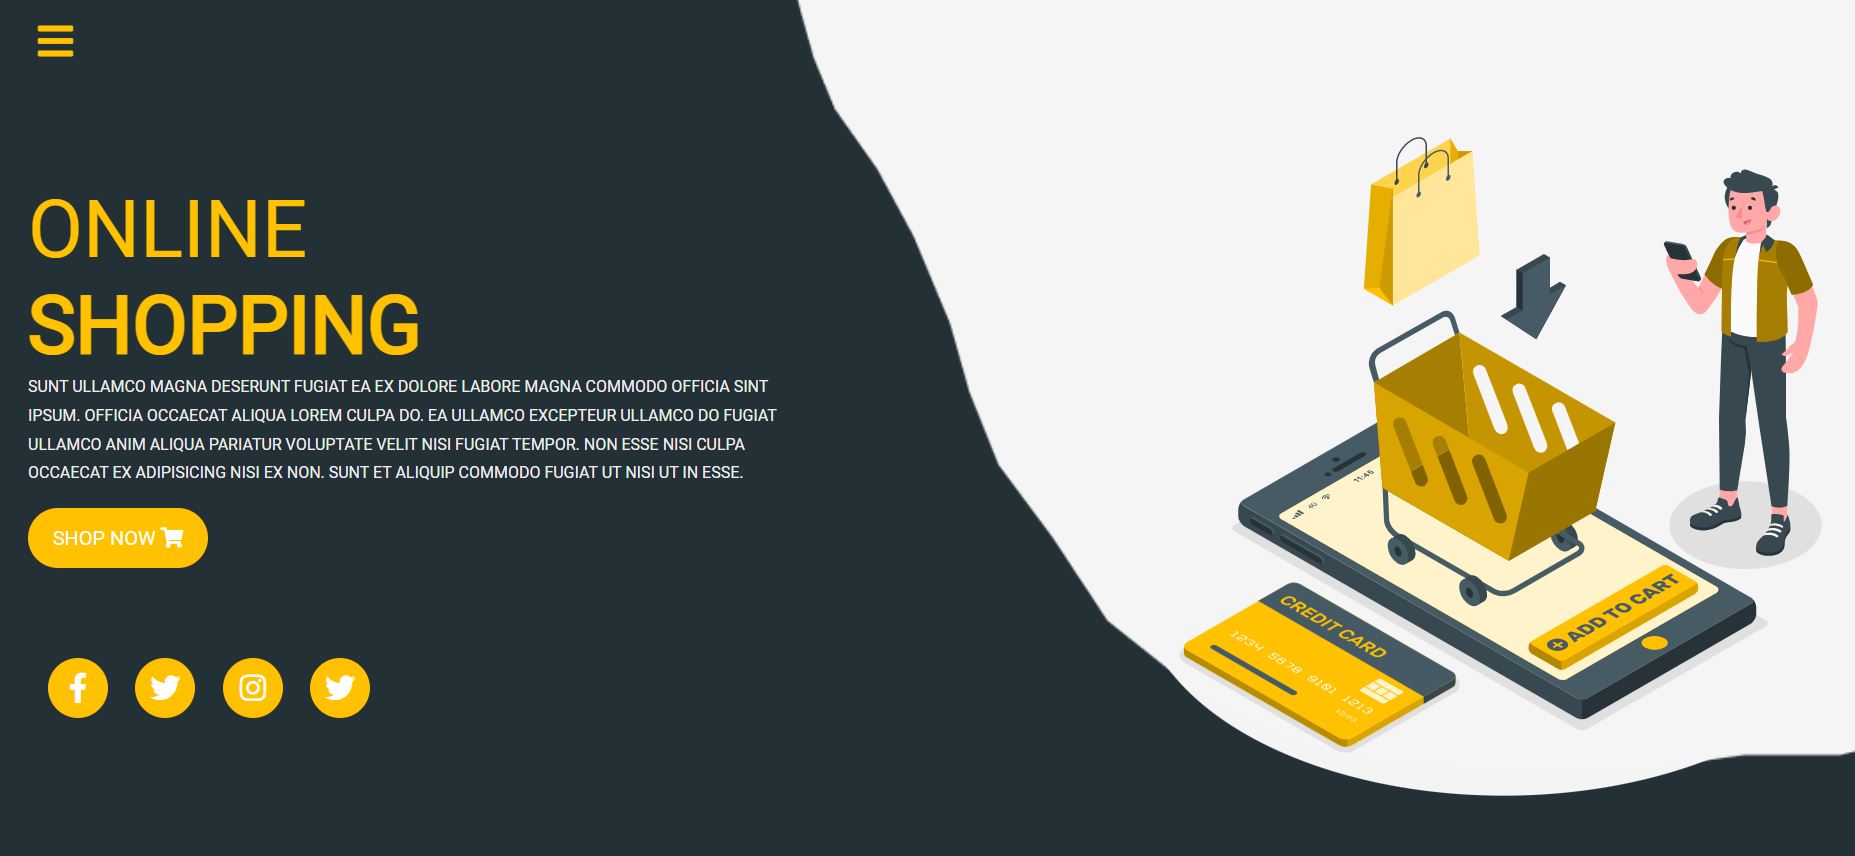 ONLINE
SHOPPING
SUNT ULLAMCO MAGNA DESERUNT FUGIAT EA EX DOLORE LABORE MAGNA COMMODO OFFICIA SINT
IPSUM. OFFICIA OCCAECAT ALIQUA LOREM CULPA DO. EA ULLAMCO EXCEPTEUR ULLAMCO DO FUGIAT
ULLAMCO ANIM ALIQUA PARIATUR VOLUPTATE VELIT NISI FUGIAT TEMPOR. NON ESSE NISI CULPA
OCCAECAT EX ADIPISICING NISI EX NON. SUNT ET ALIQUIP COMMODO FUGIAT UT NISI UT IN ESSE.
SHOP NOW
4G
11:45
ADD TO CART
CREDIT CARD
1234 5678 9101 1213